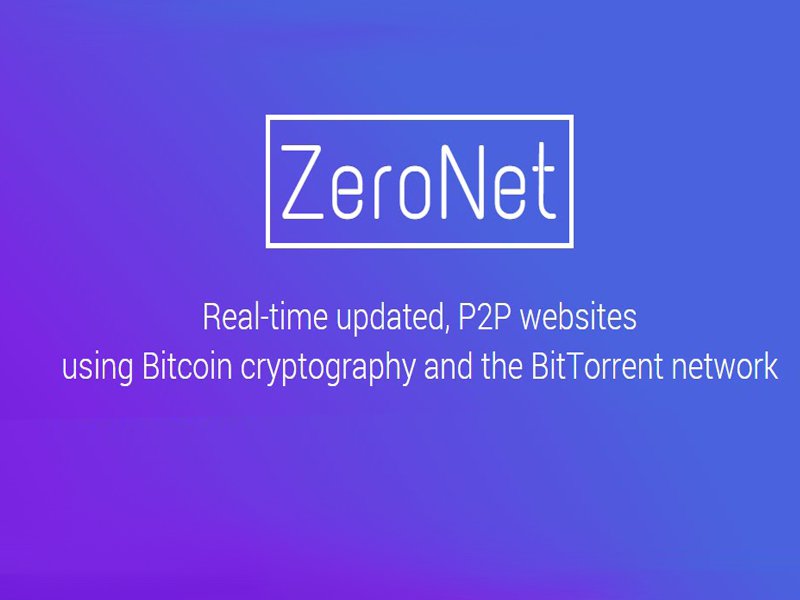 ZeroNet
Real-time updated, P2P websites
using Bitcoin cryptography and the BitTorrent network